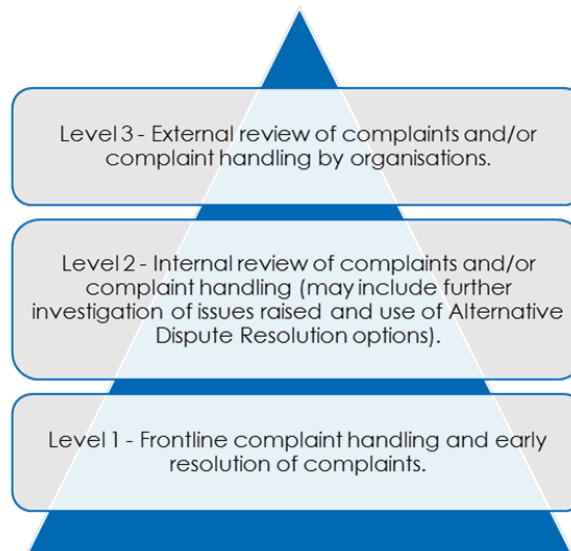 Level 3 - External review of complaints and/or
complaint handling by organisations.
Level 2 - Internal review of complaints and/or
complaint handling (may include further
investigation of issues raised and use of Alternative
Dispute Resolution options).
Level 1 - Frontline complaint handling and early
resolution of complaints.